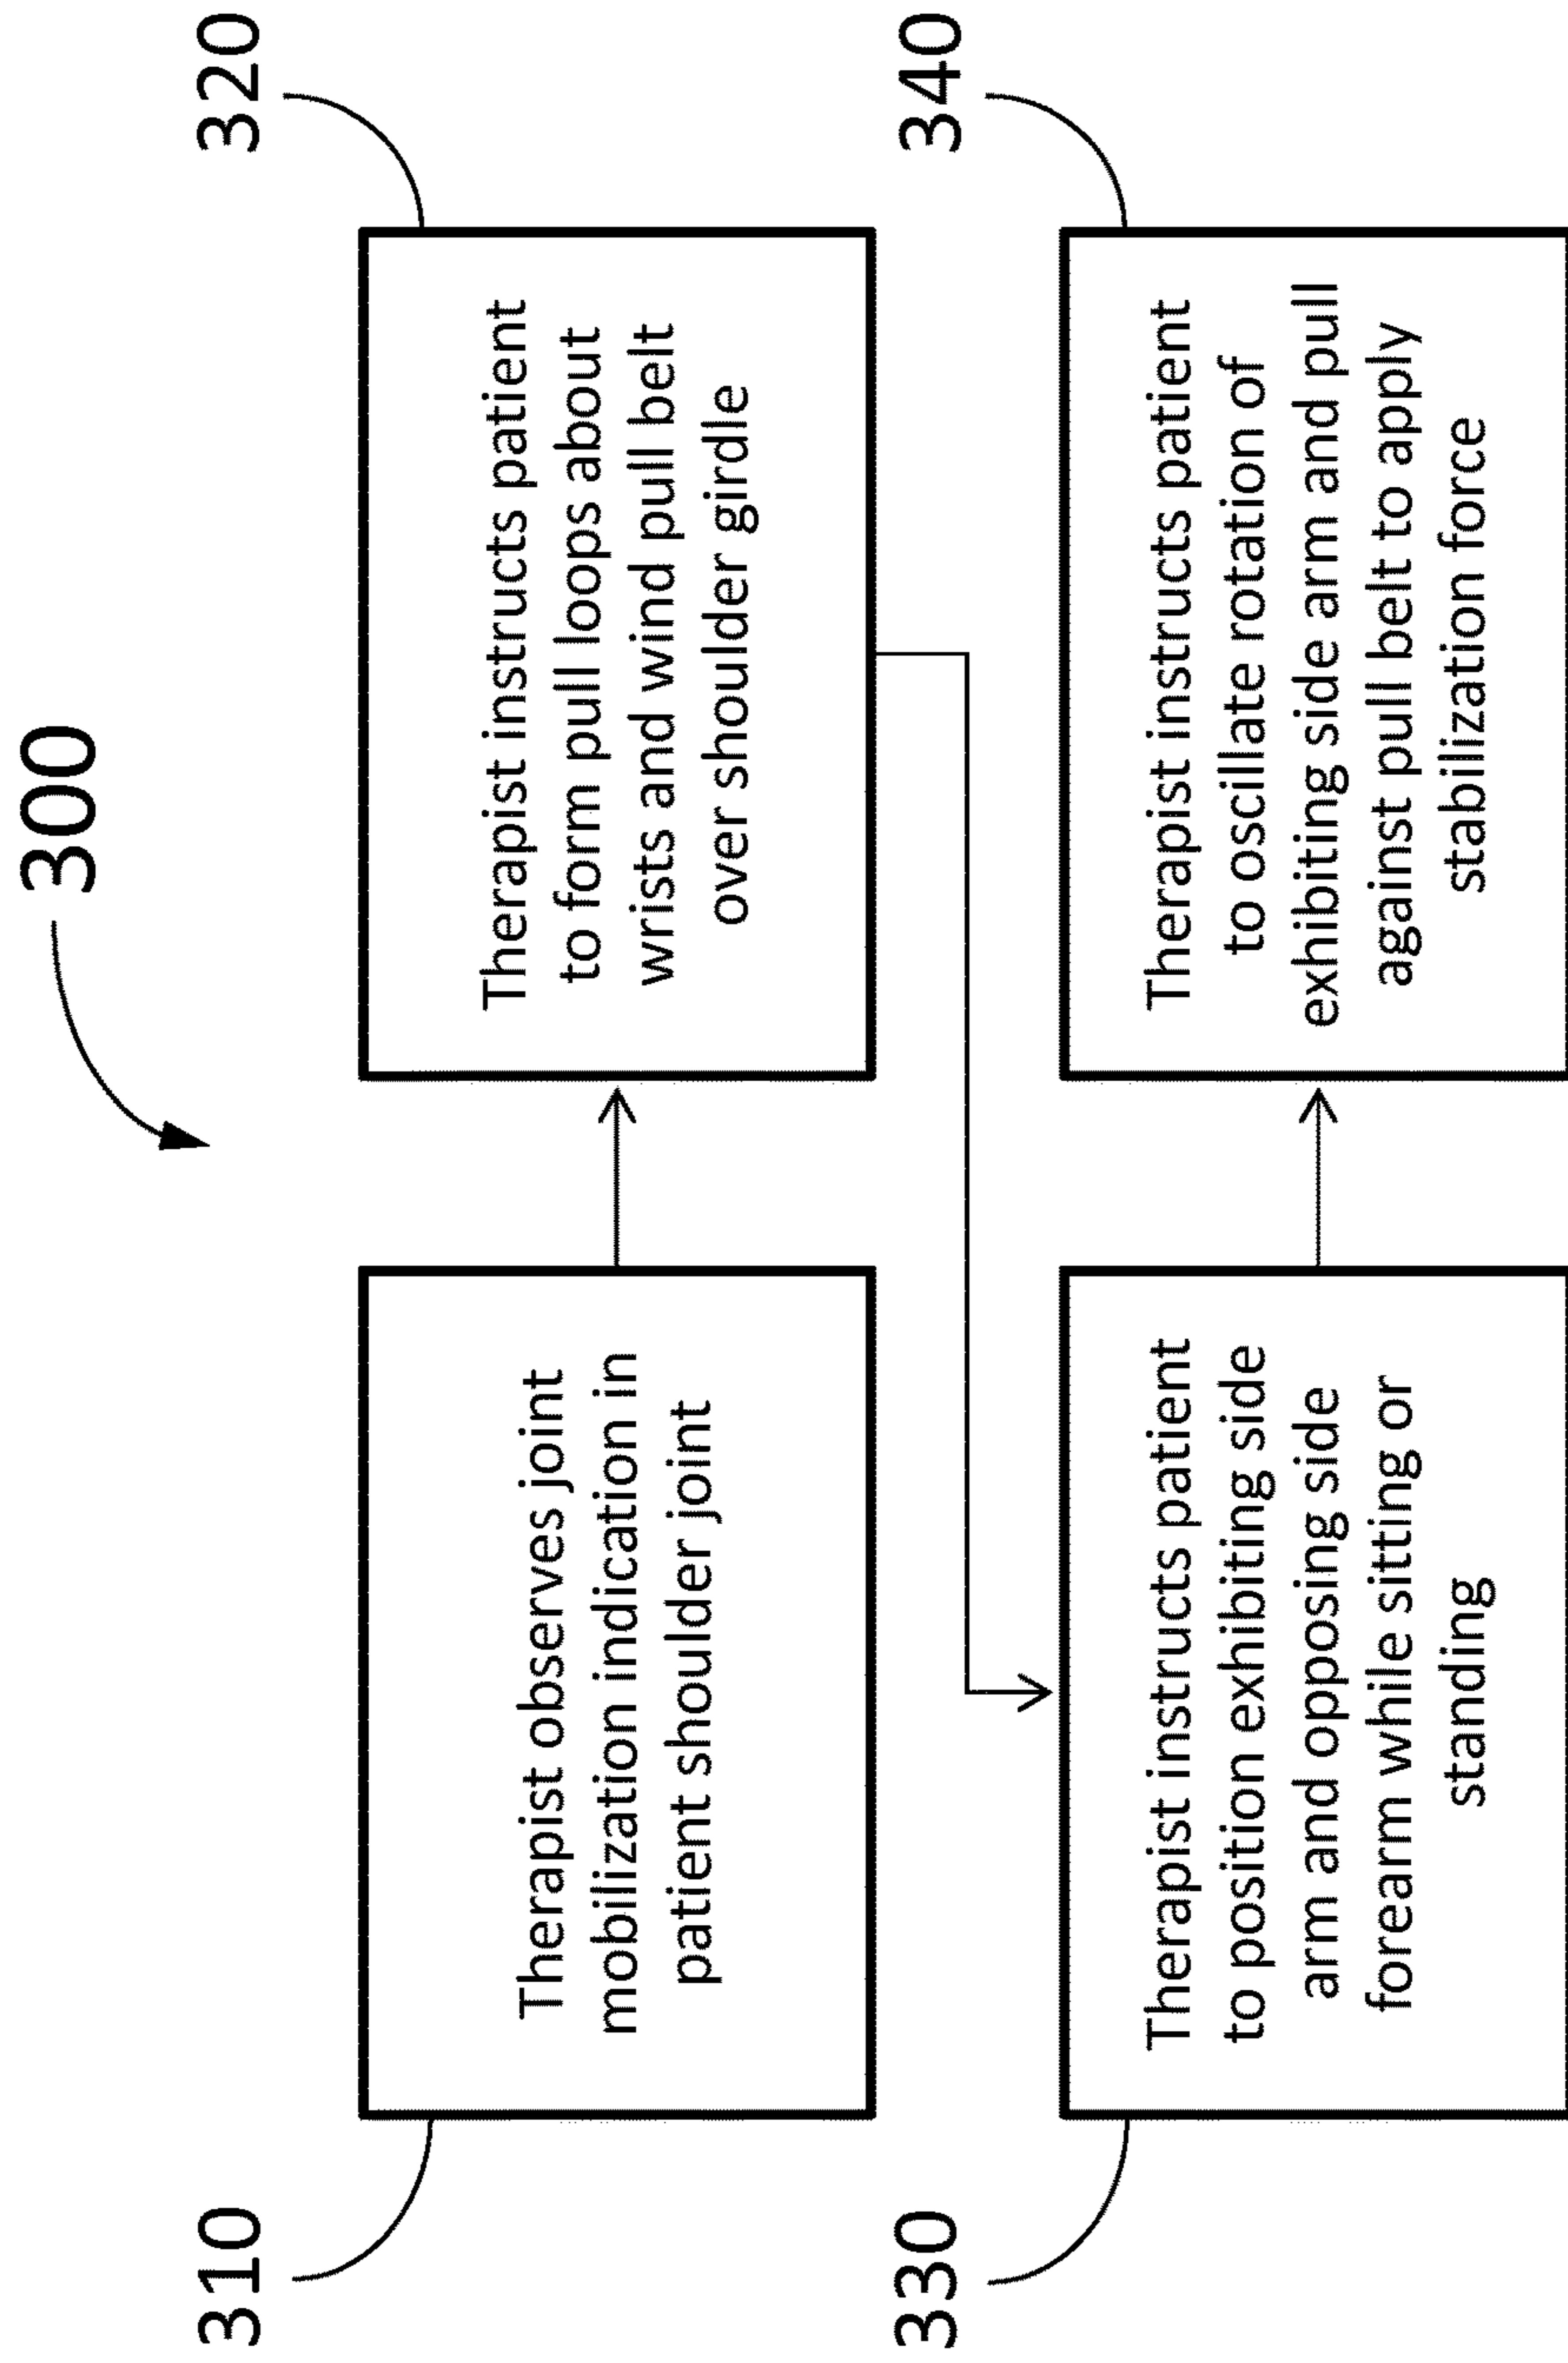 300
310
Therapist observes joint
mobilization indication in
patient shoulder joint
320
Therapist instructs patient
to form pull loops about
wrists and wind pull belt
over shoulder girdle
330
Therapist instructs patient
to position exhibiting side
arm and opposing side
forearm while sitting or
standing
340
Therapist instructs patient
to oscillate rotation of
exhibiting side arm and pull
against pull belt to apply
stabilization force